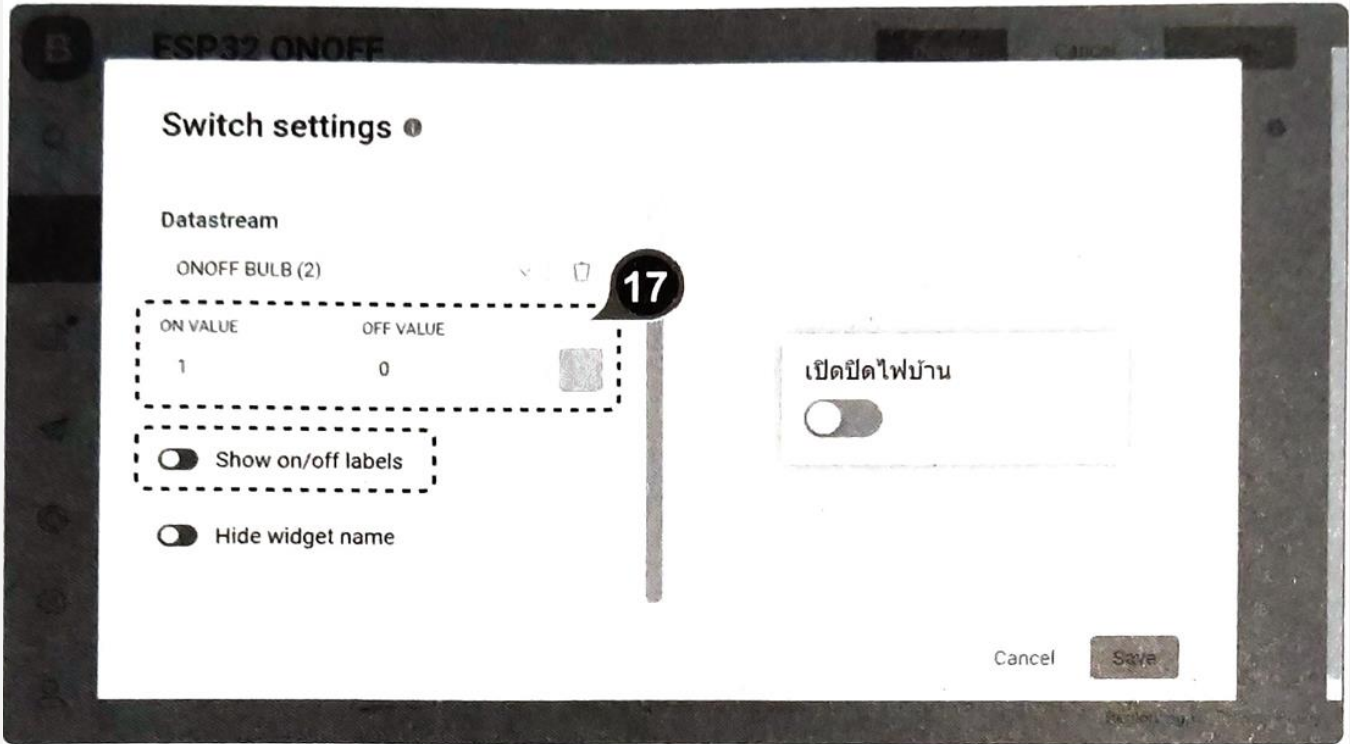 B
ESP32 ONOFF
Cancel
Switch settings
Datastream
ONOFF BULB (2)
17
ON VALUE OFF VALUE
1 0
Show on/off labels
Hide widget name
เปิดปิดไฟบ้าน
Cancel Save